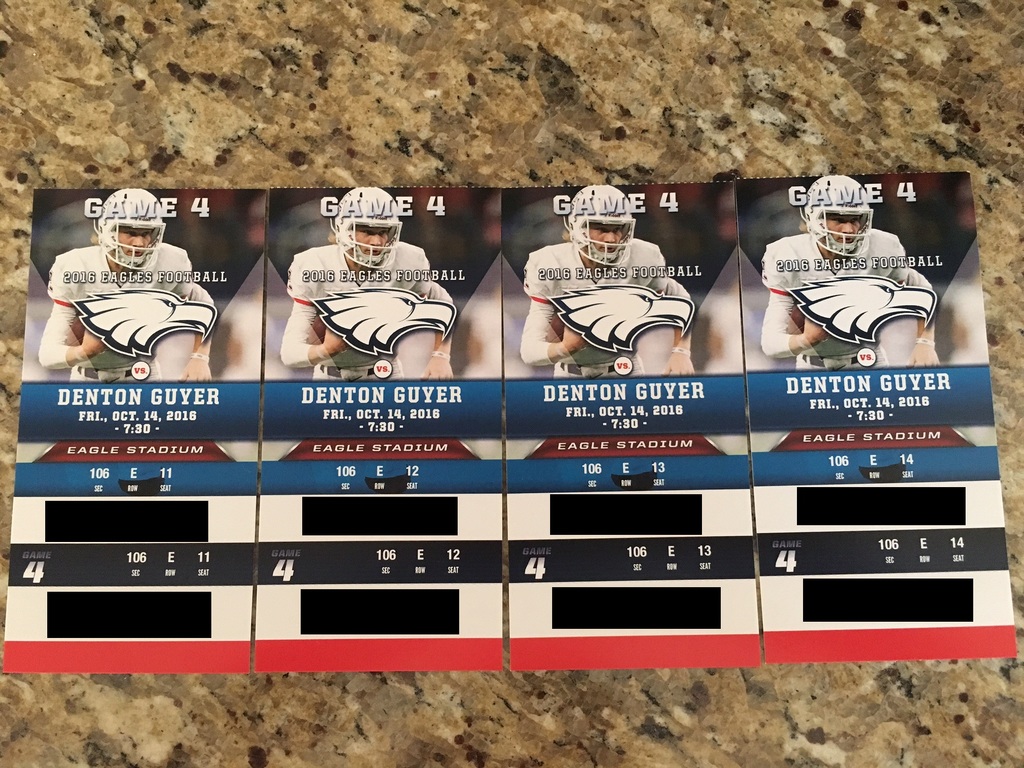 GAME 4
2016 EAGLES FOOTBALL
VS.
DENTON GUYER
FRI., OCT. 14, 2016
- 7:30 -
EAGLE STADIUM
106 E 11
SEC ROW SEAT
GAME
4
106 E 11
SEC ROW SEAT
GAME 4
2016 EAGLES FOOTBALL
VS.
DENTON GUYER
FRI., OCT. 14, 2016
- 7:30 -
EAGLE STADIUM
106 E 12
SEC ROW SEAT
GAME
4
106 E 12
SEC ROW SEAT
GAME 4
2016 EAGLES FOOTBALL
VS.
DENTON GUYER
FRI., OCT. 14, 2016
- 7:30 -
EAGLE STADIUM
106 E 13
SEC ROW SEAT
GAME
4
106 E 13
SEC ROW SEAT
GAME 4
2016 EAGLES FOOTBALL
VS.
DENTON GUYER
FRI., OCT. 14, 2016
- 7:30 -
EAGLE STADIUM
106 E 14
SEC ROW SEAT
GAME
4
106 E 14
SEC ROW SEAT